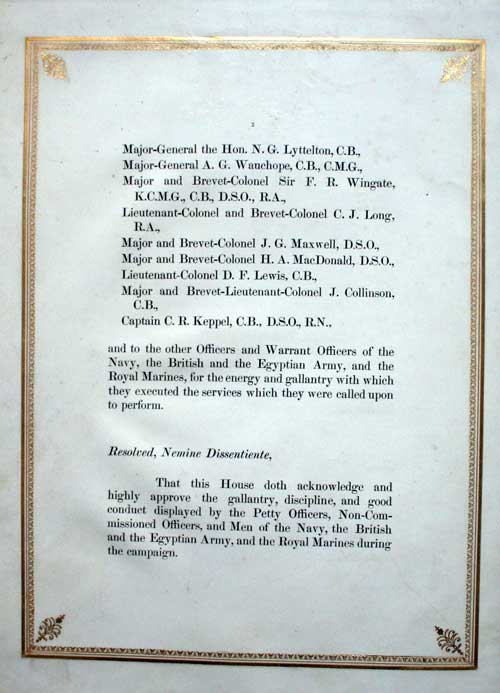 2
Major-General the Hon. N. G. Lyttelton, C.B.,
Major-General A. G. Wauchope, C.B., C.M.G.,
Major and Brevet-Colonel Sir F. R. Wingate,
K.C.M.G., C.B., D.S.O., R.A.,
Lieutenant-Colonel and Brevet-Colonel C. J. Long,
R.A.,
Major and Brevet-Colonel J. G. Maxwell, D.S.O.,
Major and Brevet-Colonel H. A. MacDonald, D.S.O.,
Lieutenant-Colonel D. F. Lewis, C.B.,
Major and Brevet-Lieutenant-Colonel J. Collinson,
C.B.,
Captain C. R. Keppel, C.B., D.S.O., R.N.,
and to the other Officers and Warrant Officers of the
Navy, the British and the Egyptian Army, and the
Royal Marines, for the energy and gallantry with which
they executed the services which they were called upon
to perform.
Resolved, Nemine Dissentiente,
That this House doth acknowledge and
highly approve the gallantry, discipline, and good
conduct displayed by the Petty Officers, Non-Com-
missioned Officers, and Men of the Navy, the British
and the Egyptian Army, and the Royal Marines during
the campaign.